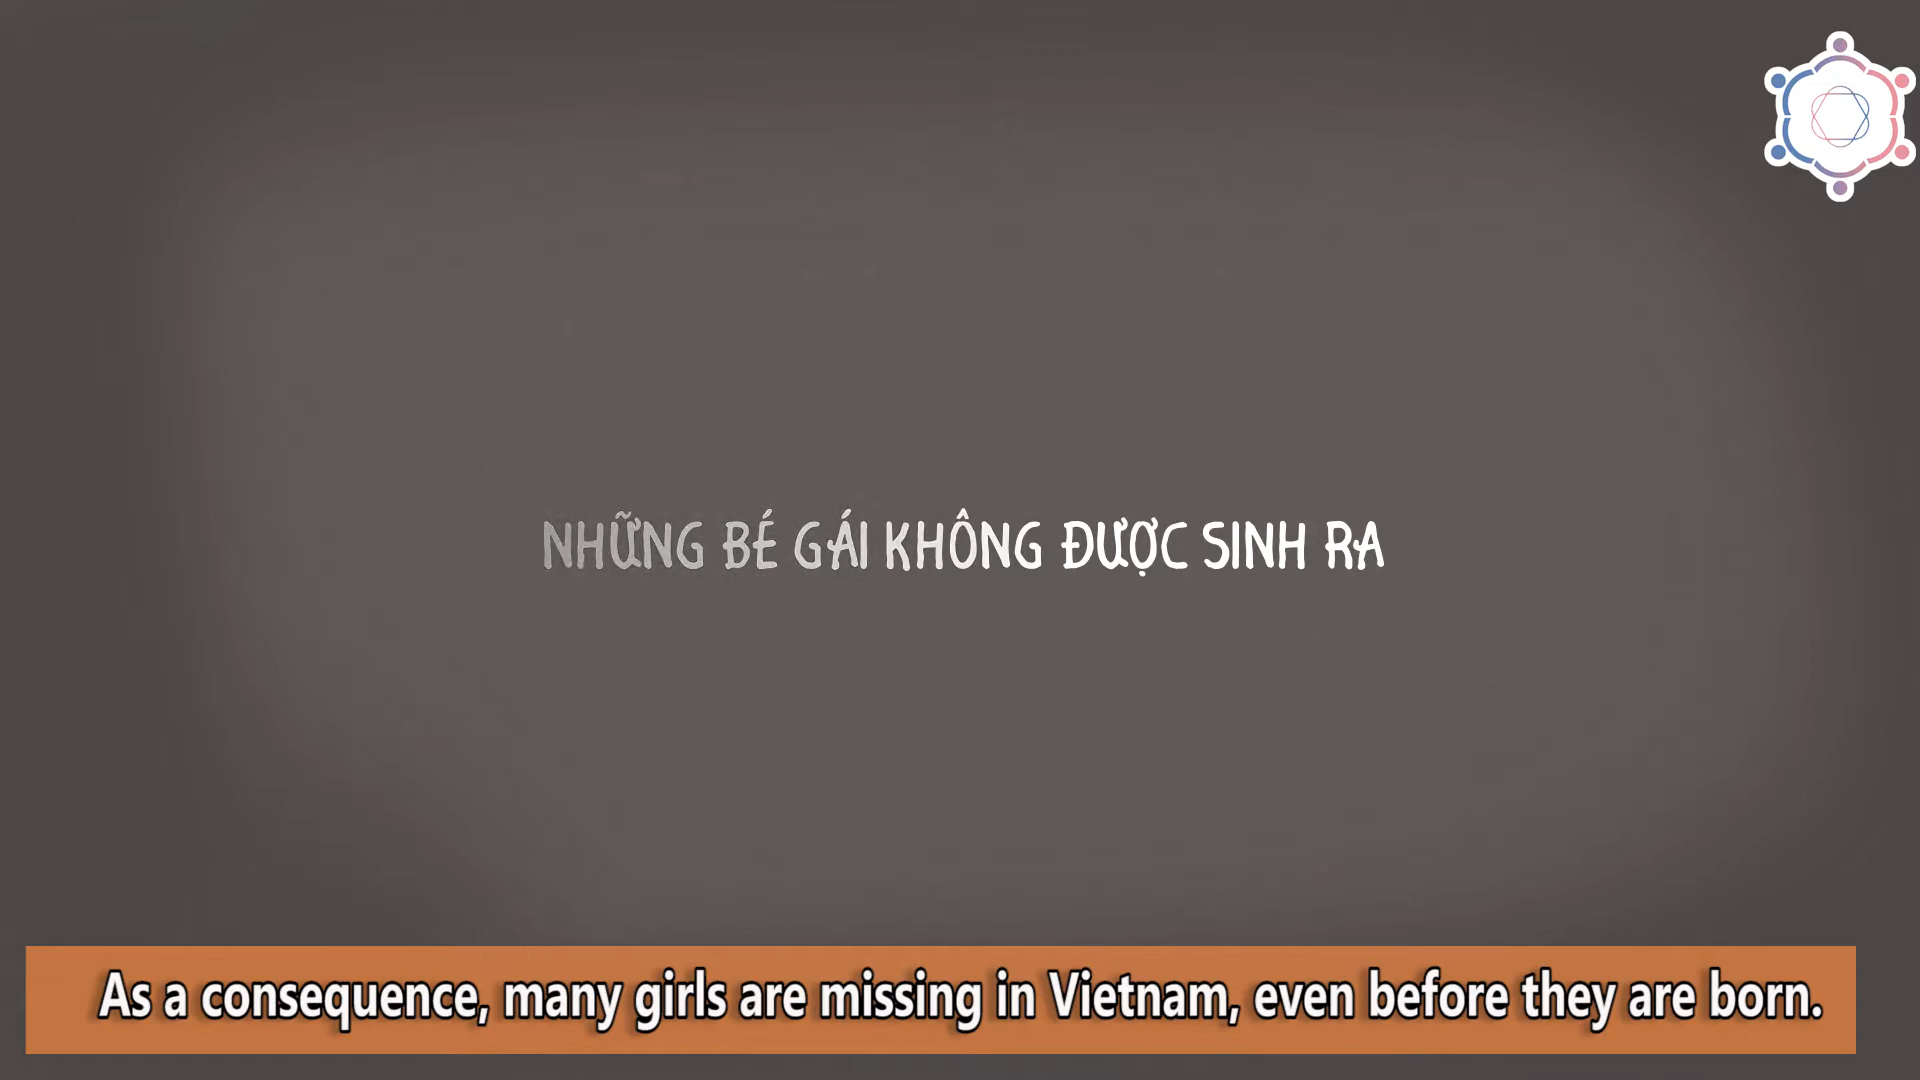 NHỮNG BÉ GÁI KHÔNG ĐƯỢC SINH RA
As a consequence, many girls are missing in Vietnam, even before they are born.